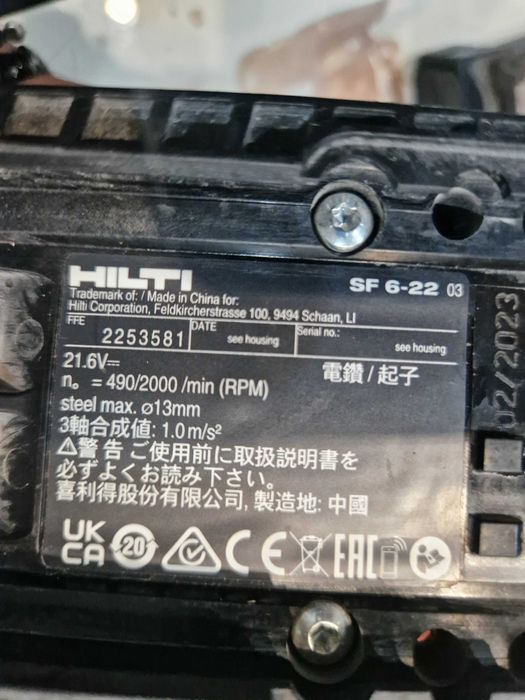 HILTI SF 6-22 03
Trademark of: / Made in China for:
Hilti Corporation, Feldkircherstrasse 100, 9494 Schaan, LI
FFE 2253581 DATE see housing Serial no.: see housing
21.6V⎓ 電鑽 / 起子
n₀ = 490/2000 /min (RPM)
steel max. ø13mm
3軸合成値: 1.0 m/s²
⚠警告 ご使用前に取扱説明書を
必ずよくお読み下さい。
喜利得股份有限公司, 製造地: 中國
UK
CA 20 CE EAC
02/2023